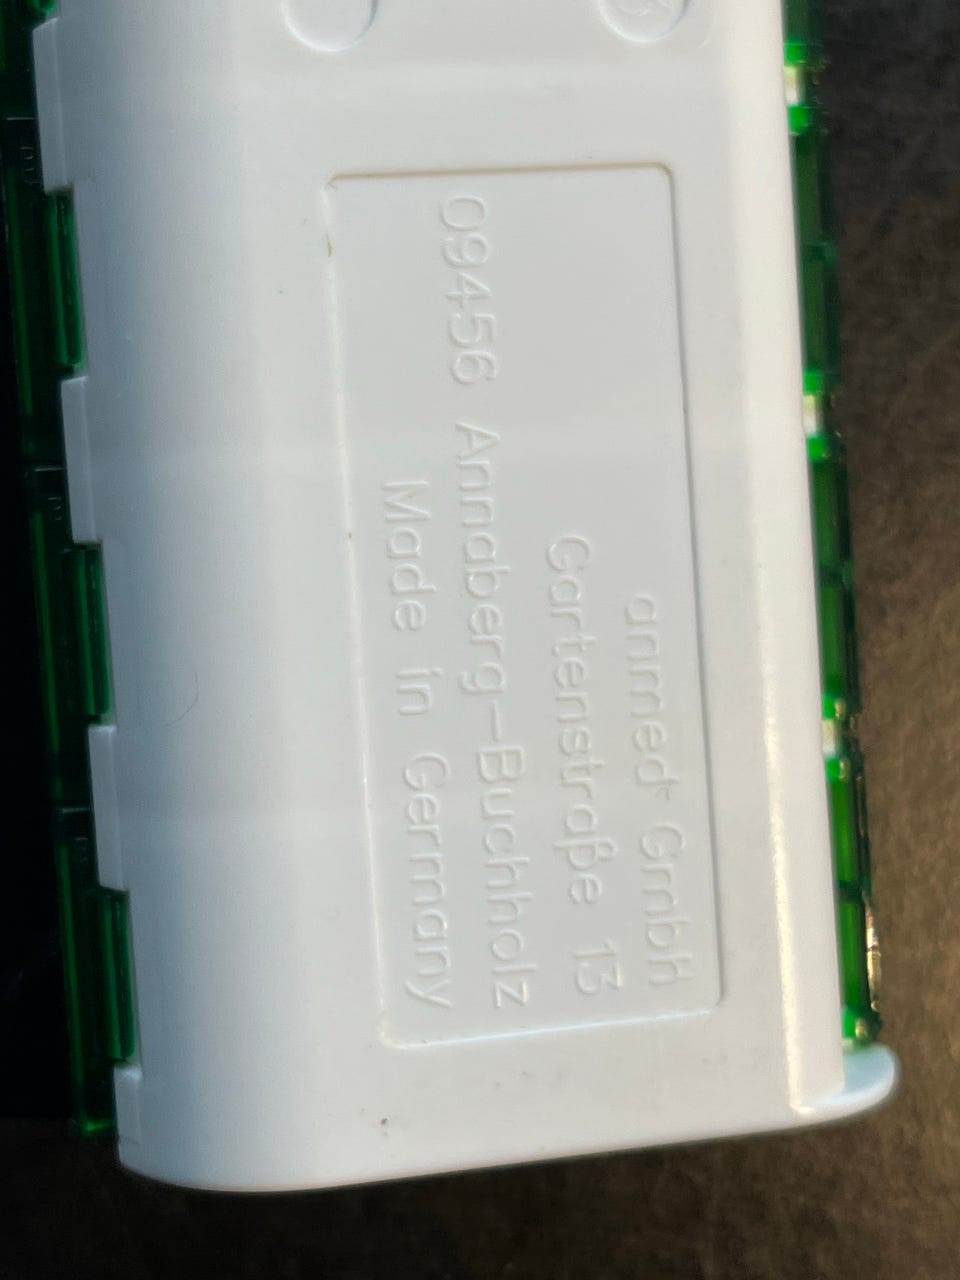 anmed GmbH
Gartenstraße 13
09456 Annaberg-Buchholz
Made in Germany